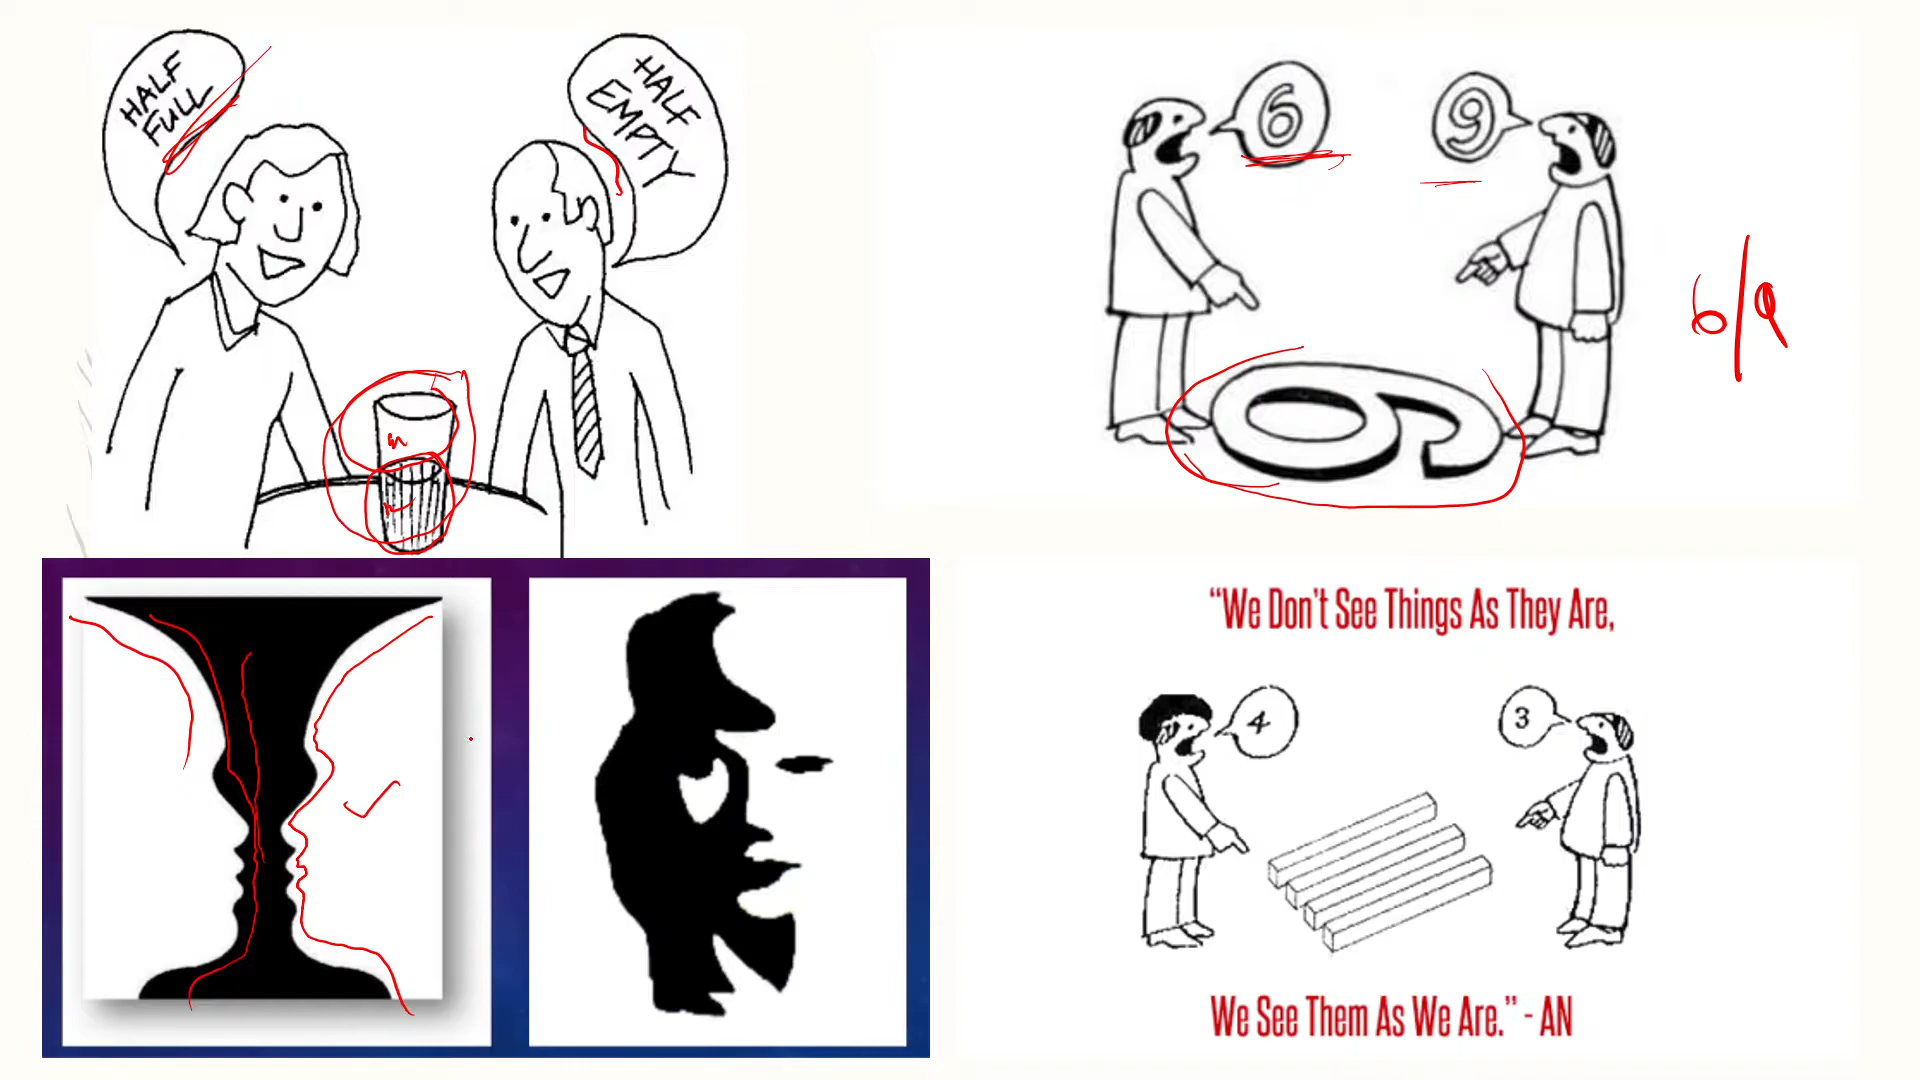 HALF
FULL
HALF
EMPTY
6
9
6/9
“We Don't See Things As They Are,
4
3
We See Them As We Are.” - AN